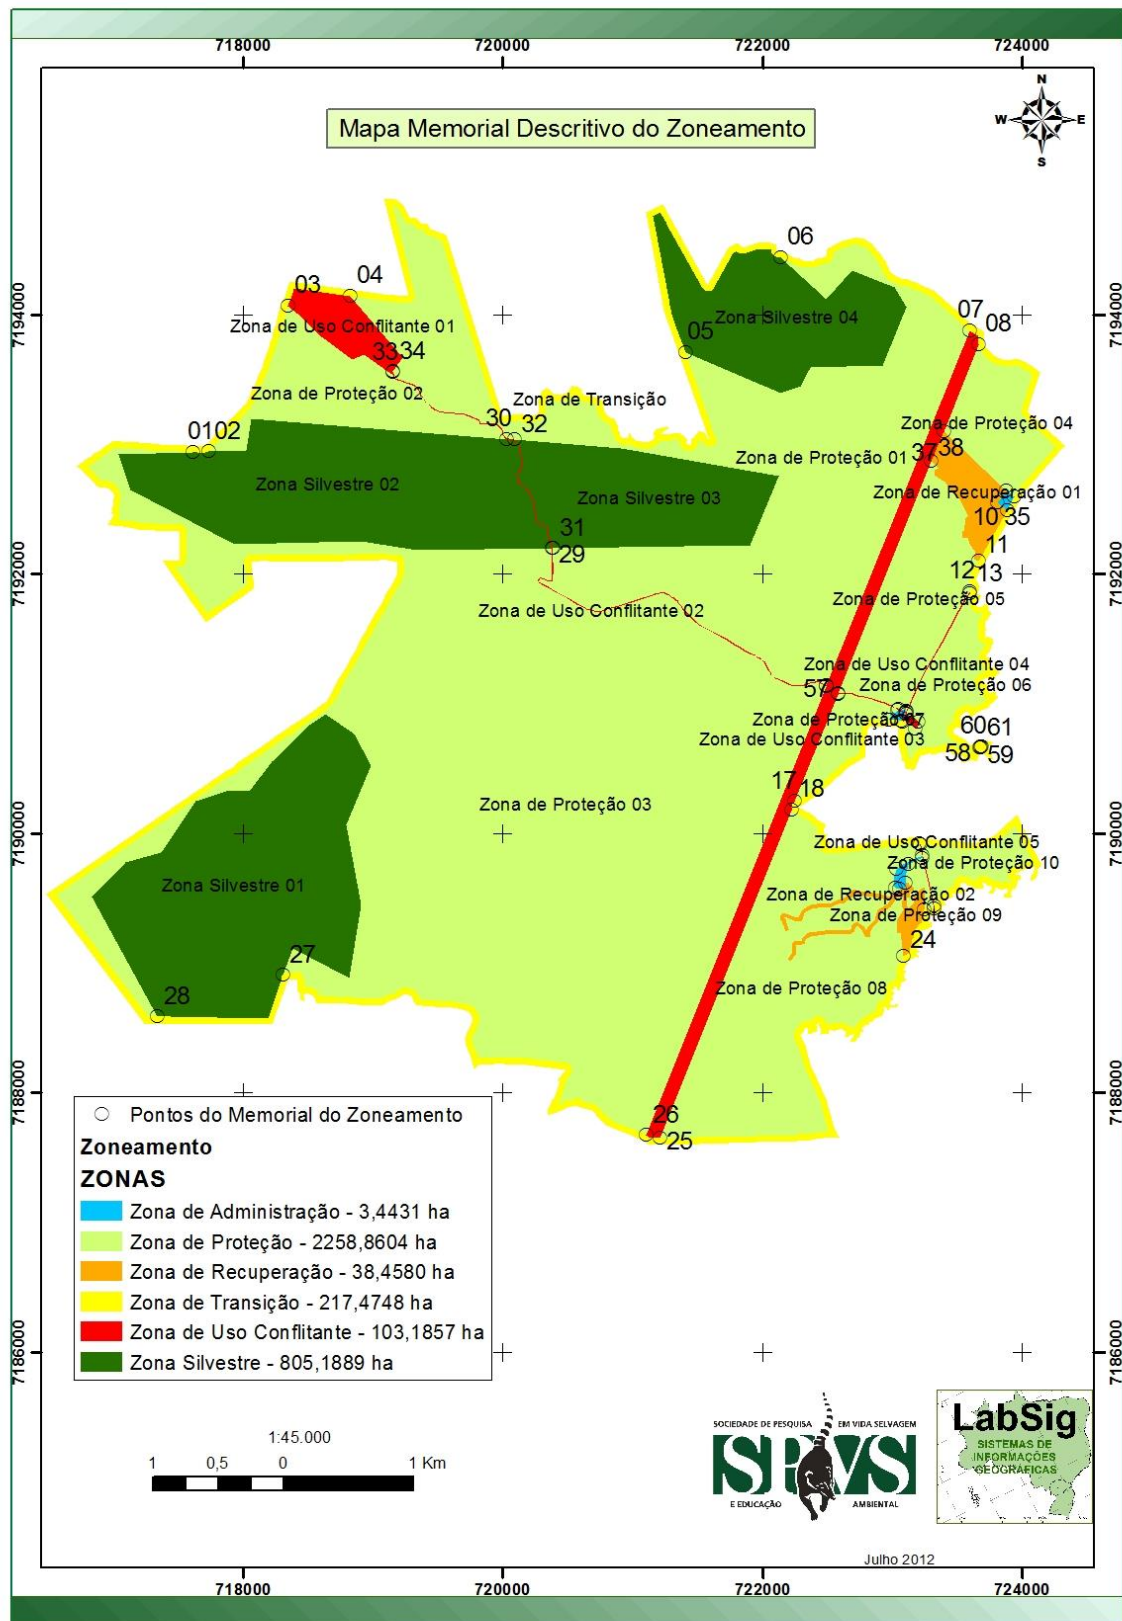 718000 720000 722000 724000
N
W E
S
Mapa Memorial Descritivo do Zoneamento
06
03 04
7194000 7194000
07
08
Zona de Uso Conflitante 01
Zona Silvestre 04
05
33 34
Zona de Proteção 02
Zona de Transição
30 32
Zona de Proteção 04
01 02
37 38
Zona de Proteção 01
Zona Silvestre 02
Zona Silvestre 03
Zona de Recuperação 01
10 35
31
29
11
7192000 7192000
12 13
Zona de Uso Conflitante 02
Zona de Proteção 05
Zona de Uso Conflitante 04
57
Zona de Proteção 06
Zona de Proteção 07
Zona de Uso Conflitante 03
60 61
58 59
17 18
Zona de Proteção 03
7190000 7190000
Zona de Uso Conflitante 05
Zona de Proteção 10
Zona Silvestre 01
Zona de Recuperação 02
Zona de Proteção 09
24
27
28
Zona de Proteção 08
7188000 7188000
26
25
Pontos do Memorial do Zoneamento
Zoneamento
ZONAS
Zona de Administração - 3,4431 ha
Zona de Proteção - 2258,8604 ha
Zona de Recuperação - 38,4580 ha
Zona de Transição - 217,4748 ha
Zona de Uso Conflitante - 103,1857 ha
Zona Silvestre - 805,1889 ha
7186000 7186000
1:45.000
1 0,5 0 1 Km
SOCIEDADE DE PESQUISA EM VIDA SELVAGEM
SPVS
E EDUCAÇÃO AMBIENTAL
LabSig
SISTEMAS DE
INFORMAÇÕES
GEOGRÁFICAS
Julho 2012
718000 720000 722000 724000